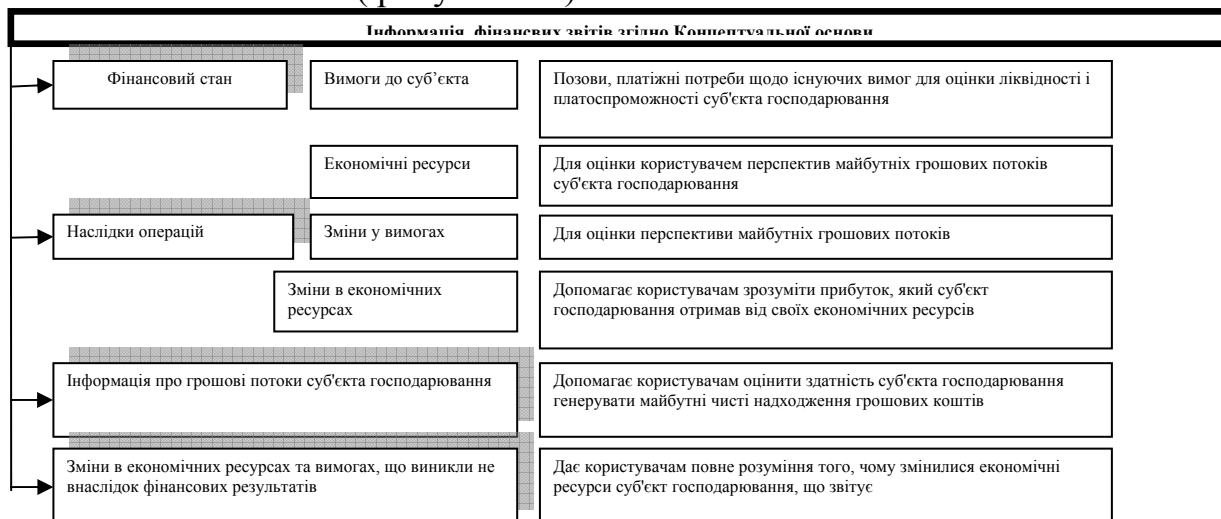 Інформація фінансвих звітів згідно Концептуальної основи
Фінансовий стан
Вимоги до суб’єкта
Позови, платіжні потреби щодо існуючих вимог для оцінки ліквідності і
платоспроможності суб'єкта господарювання
Економічні ресурси
Для оцінки користувачем перспектив майбутніх грошових потоків
суб'єкта господарювання
Наслідки операцій
Зміни у вимогах
Для оцінки перспективи майбутніх грошових потоків
Зміни в економічних
ресурсах
Допомагає користувачам зрозуміти прибуток, який суб'єкт
господарювання отримав від своїх економічних ресурсів
Інформація про грошові потоки суб'єкта господарювання
Допомагає користувачам оцінити здатність суб'єкта господарювання
генерувати майбутні чисті надходження грошових коштів
Зміни в економічних ресурсах та вимогах, що виникли не
внаслідок фінансових результатів
Дає користувачам повне розуміння того, чому змінилися економічні
ресурси суб'єкт господарювання, що звітує